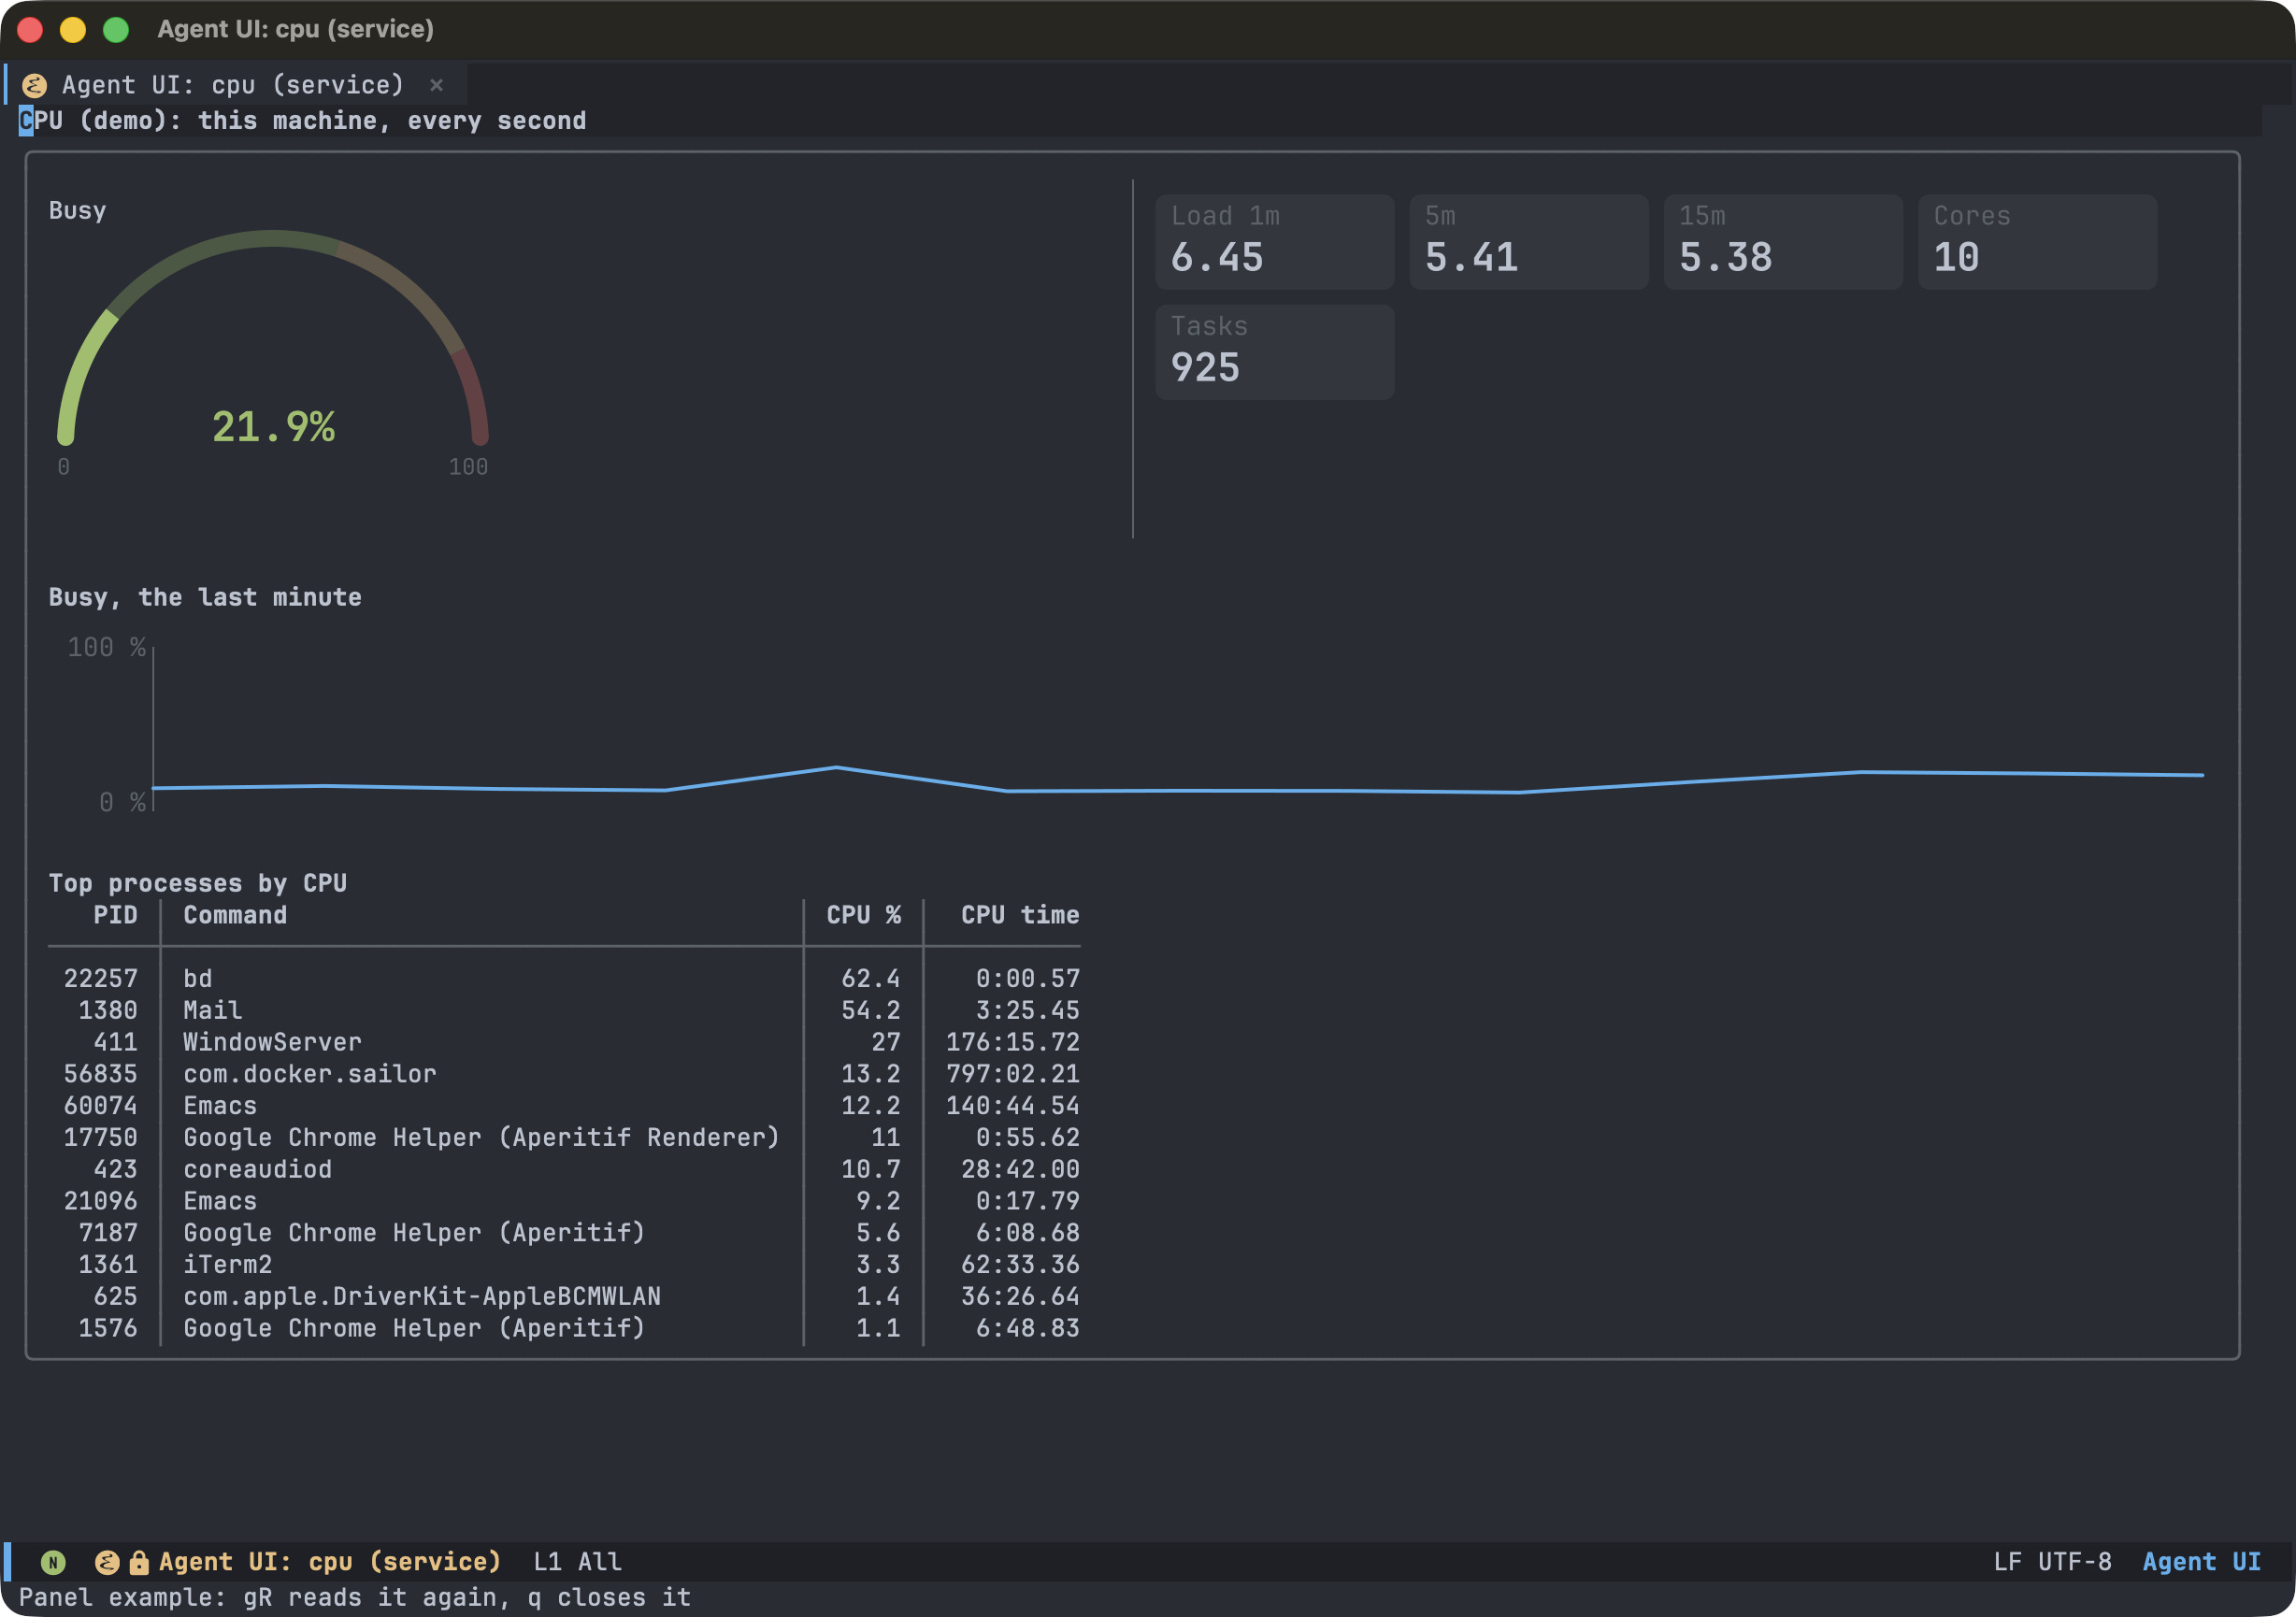 Agent UI: cpu (service)
Agent UI: cpu (service) ×
CPU (demo): this machine, every second
Busy
21.9%
0 100
Load 1m
6.45
5m
5.41
15m
5.38
Cores
10
Tasks
925
Busy, the last minute
100 %
0 %
Top processes by CPU
PID Command CPU % CPU time
22257 bd 62.4 0:00.57
1380 Mail 54.2 3:25.45
411 WindowServer 27 176:15.72
56835 com.docker.sailor 13.2 797:02.21
60074 Emacs 12.2 140:44.54
17750 Google Chrome Helper (Aperitif Renderer) 11 0:55.62
423 coreaudiod 10.7 28:42.00
21096 Emacs 9.2 0:17.79
7187 Google Chrome Helper (Aperitif) 5.6 6:08.68
1361 iTerm2 3.3 62:33.36
625 com.apple.DriverKit-AppleBCMWLAN 1.4 36:26.64
1576 Google Chrome Helper (Aperitif) 1.1 6:48.83
N Agent UI: cpu (service) L1 All LF UTF-8 Agent UI
Panel example: gR reads it again, q closes it